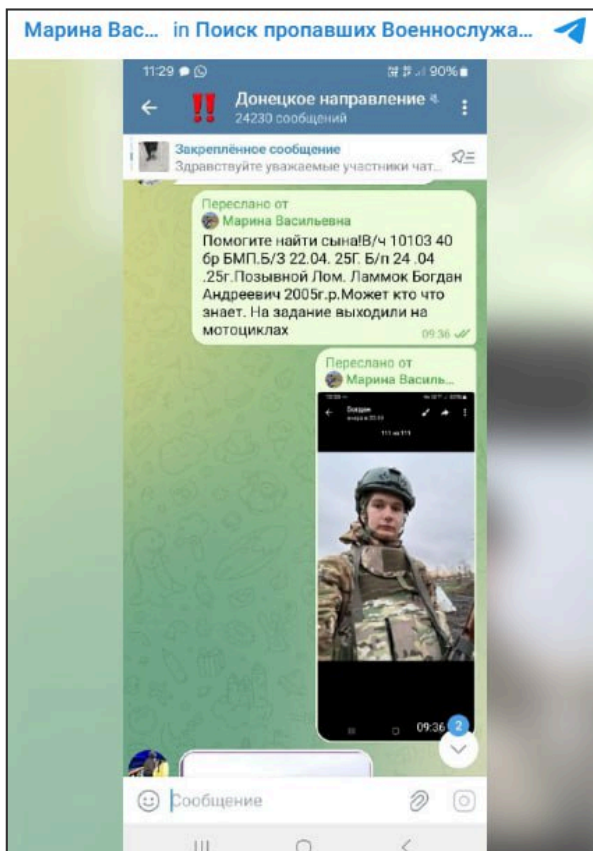 Марина Вас... in Поиск пропавших Военнослужа...
11:29 90%
Донецкое направление
24230 сообщений
Закреплённое сообщение
Здравствуйте уважаемые участники чат...
Переслано от
Марина Васильевна
Помогите найти сына!В/ч 10103 40
бр БМП.Б/З 22.04. 25Г. Б/п 24 .04
.25г.Позывной Лом. Ламмок Богдан
Андреевич 2005г.р.Может кто что
знает. На задание выходили на
мотоциклах
09:36
Переслано от
Марина Василь...
Богдан
111 из 111
09:36
2
Сообщение